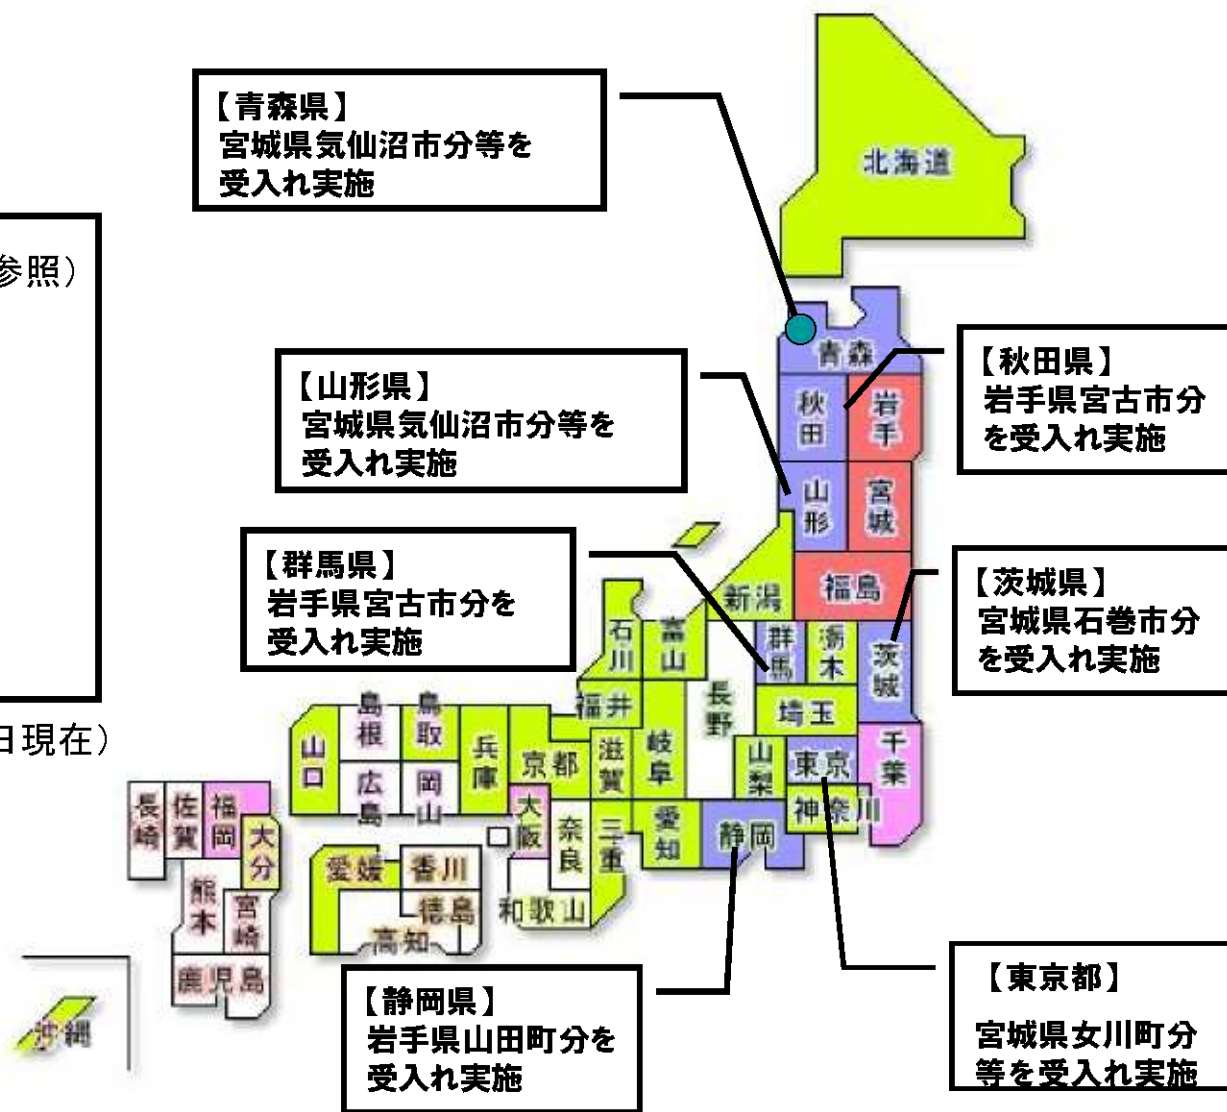 【青森県】
宮城県気仙沼市分等を
受入れ実施
北海道
参照）
青森
【山形県】
宮城県気仙沼市分等を
受入れ実施
【秋田県】
岩手県宮古市分
を受入れ実施
秋田
岩手
山形
宮城
【群馬県】
岩手県宮古市分を
受入れ実施
【茨城県】
宮城県石巻市分
を受入れ実施
新潟
福島
石川
富山
群馬
栃木
茨城
福井
長野
埼玉
日現在）
山口
島根
鳥取
兵庫
京都
滋賀
岐阜
山梨
東京
千葉
広島
岡山
大阪
奈良
三重
愛知
静岡
神奈川
長崎
佐賀
福岡
大分
愛媛
香川
徳島
高知
和歌山
熊本
宮崎
鹿児島
沖縄
【静岡県】
岩手県山田町分を
受入れ実施
【東京都】
宮城県女川町分
等を受入れ実施